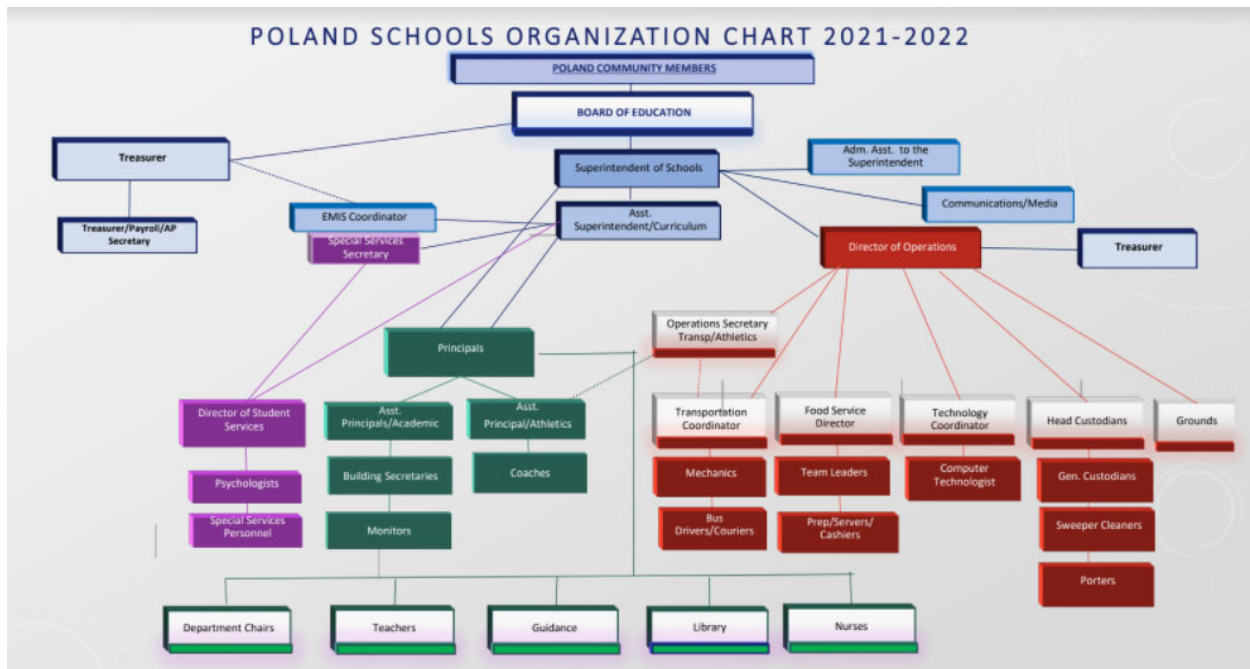 POLAND SCHOOLS ORGANIZATION CHART 2021-2022
POLAND COMMUNITY MEMBERS
BOARD OF EDUCATION
Treasurer
Superintendent of Schools
Adm. Asst. to the
Superintendent
Treasurer/Payroll/AP
Secretary
EMIS Coordinator
Asst.
Superintendent/Curriculum
Communications/Media
Special Services
Secretary
Director of Operations
Treasurer
Principals
Operations Secretary
Transp/Athletics
Director of Student
Services
Asst.
Principals/Academic
Asst.
Principal/Athletics
Transportation
Coordinator
Food Service
Director
Technology
Coordinator
Head Custodians
Grounds
Psychologists
Building Secretaries
Coaches
Mechanics
Team Leaders
Computer
Technologist
Gen. Custodians
Special Services
Personnel
Monitors
Bus
Drivers/Couriers
Prep/Servers/
Cashiers
Sweeper Cleaners
Porters
Department Chairs
Teachers
Guidance
Library
Nurses